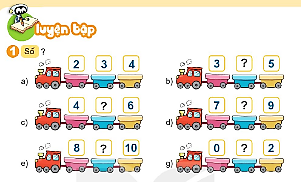 Luyện tập
1 Số ?
a) 2 3 4
b) 3 ? 5
c) 4 ? 6
d) 7 ? 9
e) 8 ? 10
g) 0 ? 2